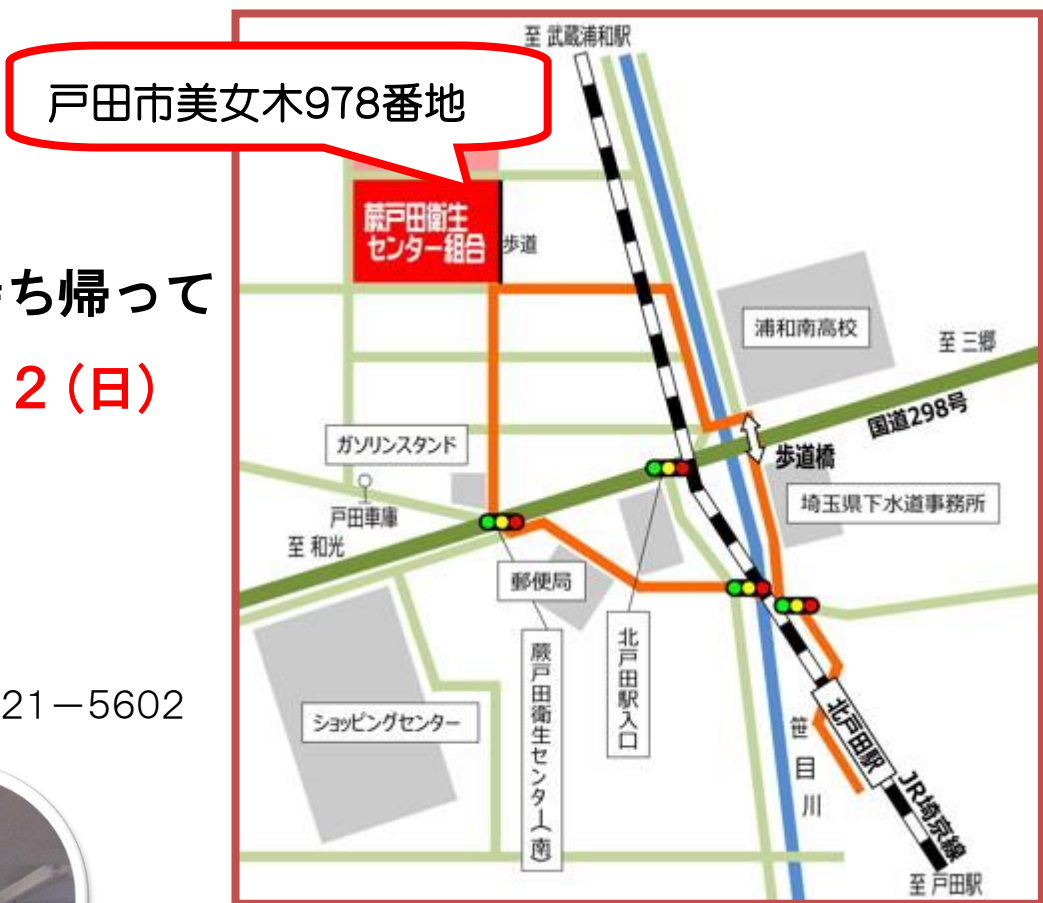 至 武蔵浦和駅
戸田市美女木978番地
蕨戸田衛生
センター組合
歩道
ち帰って
浦和南高校
至 三郷
2(日)
国道298号
ガソリンスタンド
歩道橋
戸田車庫
埼玉県下水道事務所
至 和光
郵便局
蕨戸田衛生センター(南)
北戸田駅入口
21-5602
ショッピングセンター
笹目川
北戸田駅
JR埼京線
至 戸田駅